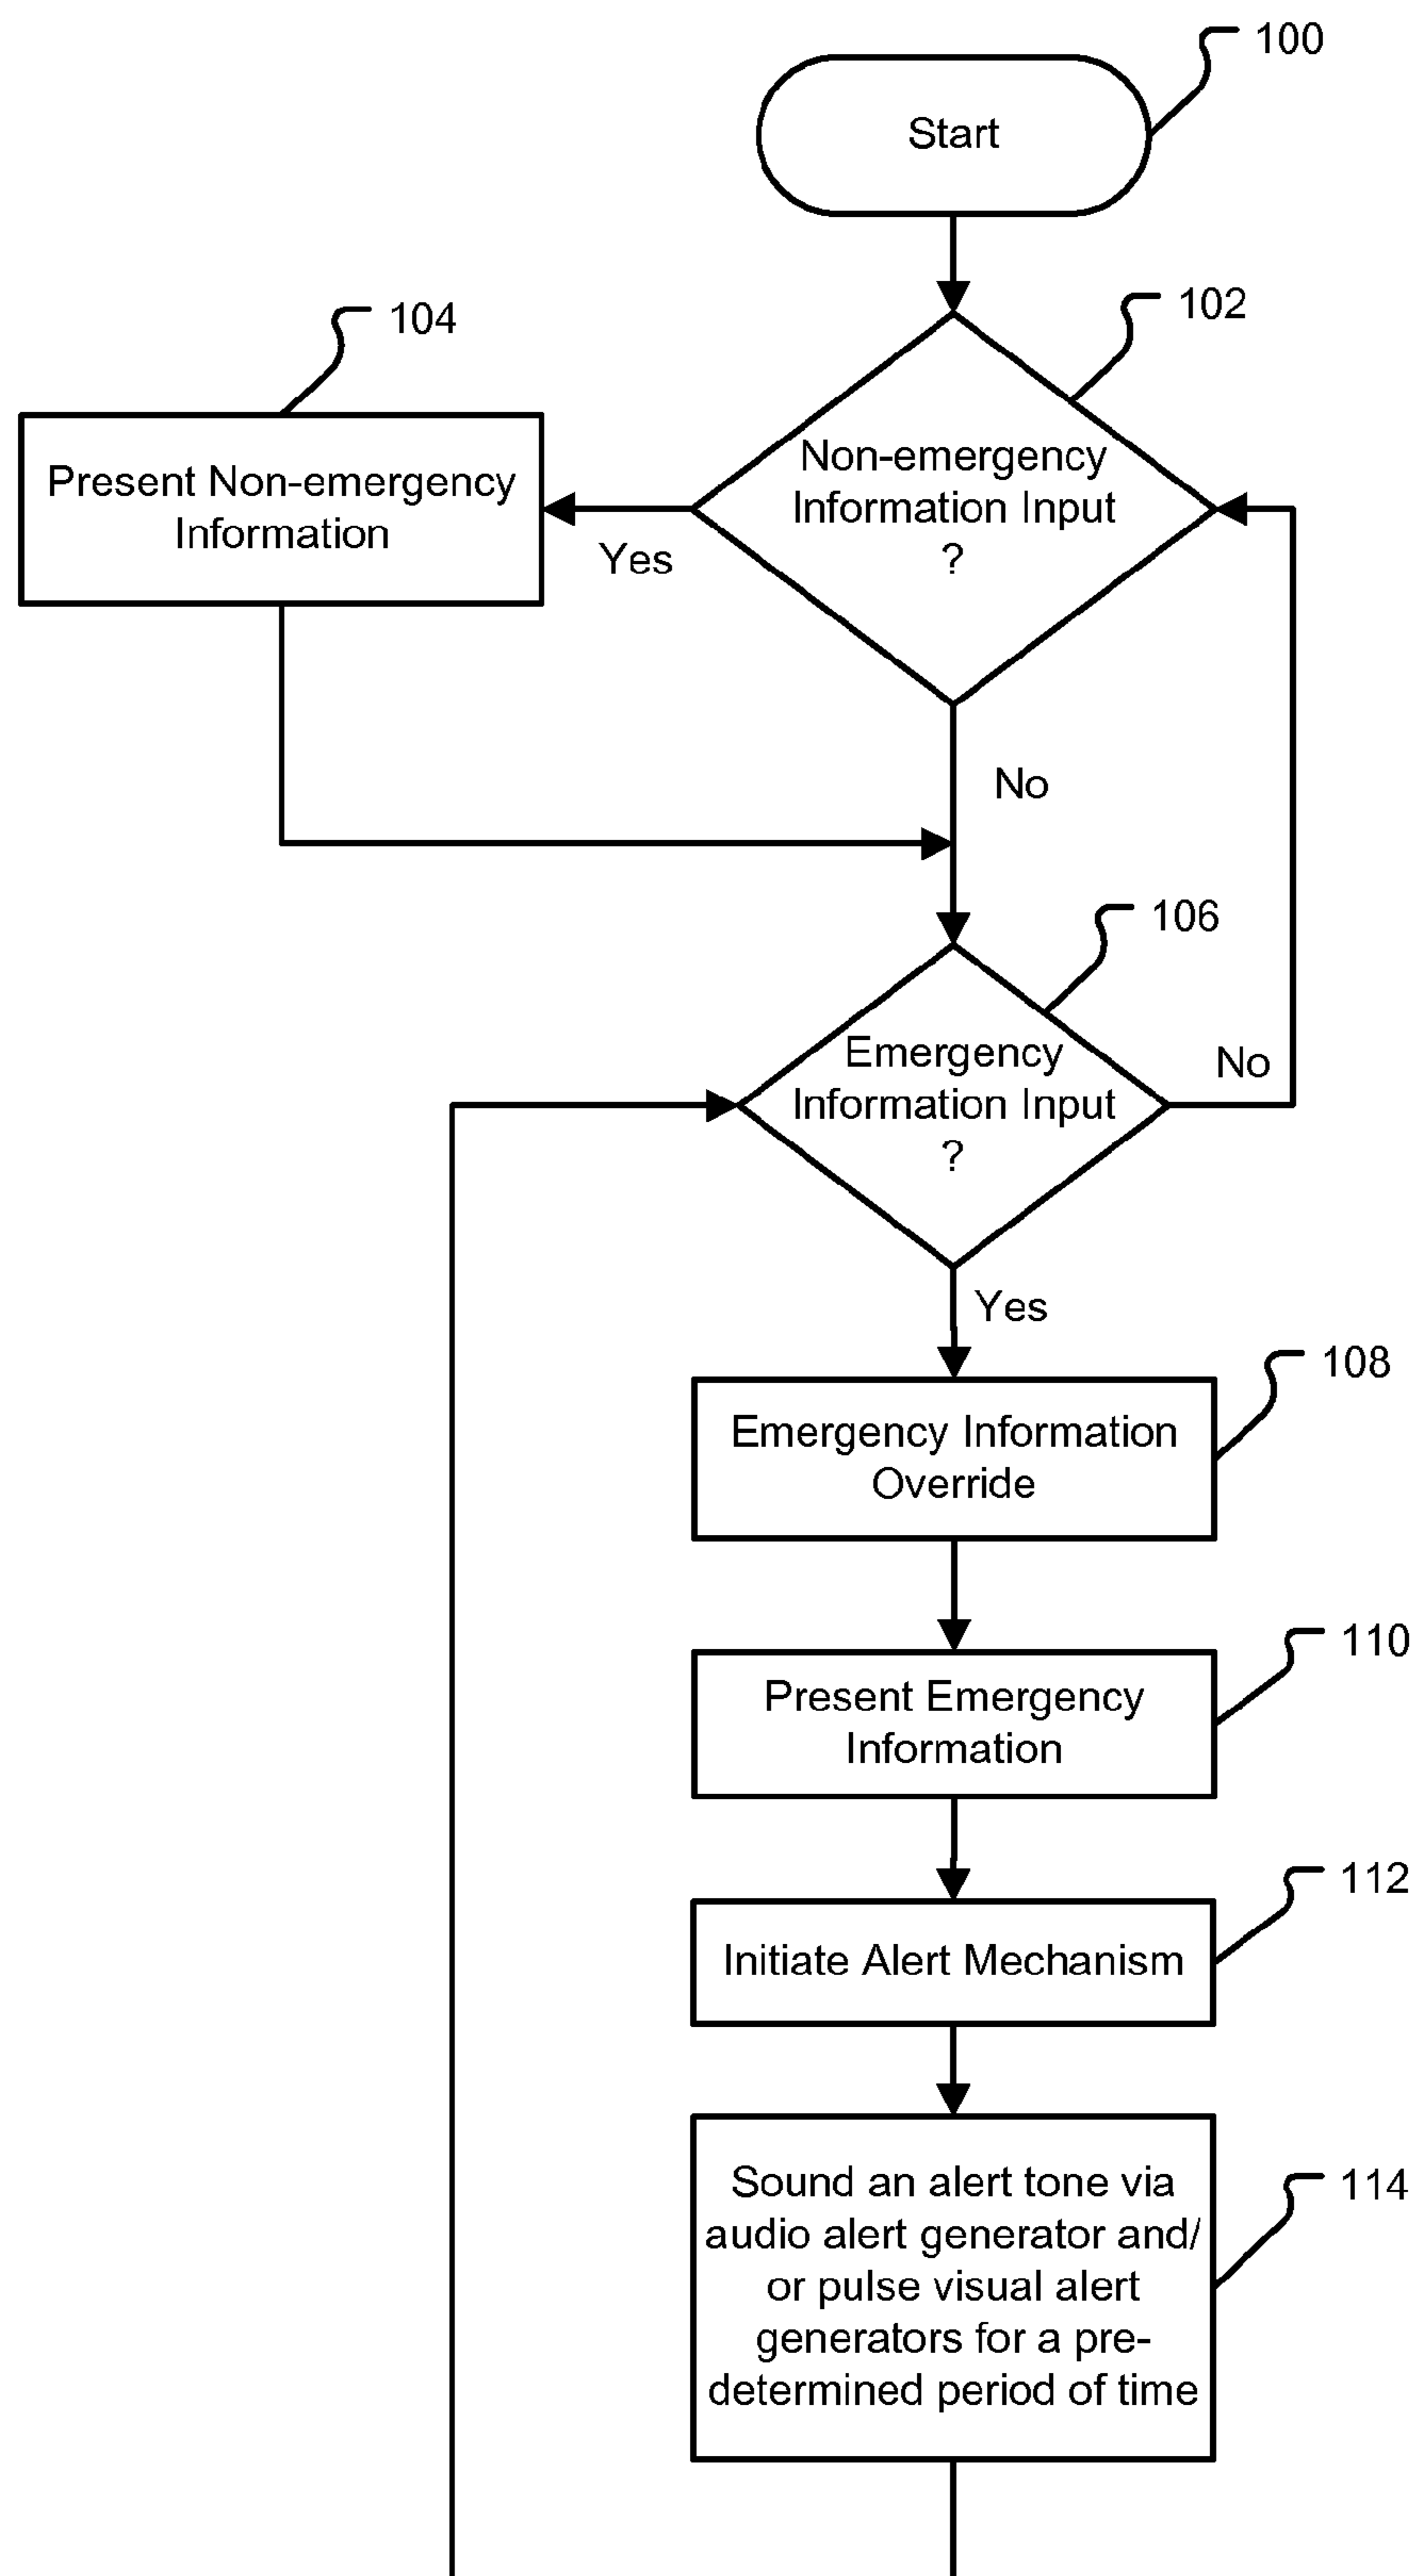 100
Start
102
104
Non-emergency
Information Input
?
Present Non-emergency
Information
Yes
No
106
Emergency
Information Input
?
No
Yes
108
Emergency Information
Override
110
Present Emergency
Information
112
Initiate Alert Mechanism
114
Sound an alert tone via
audio alert generator and/
or pulse visual alert
generators for a pre-
determined period of time